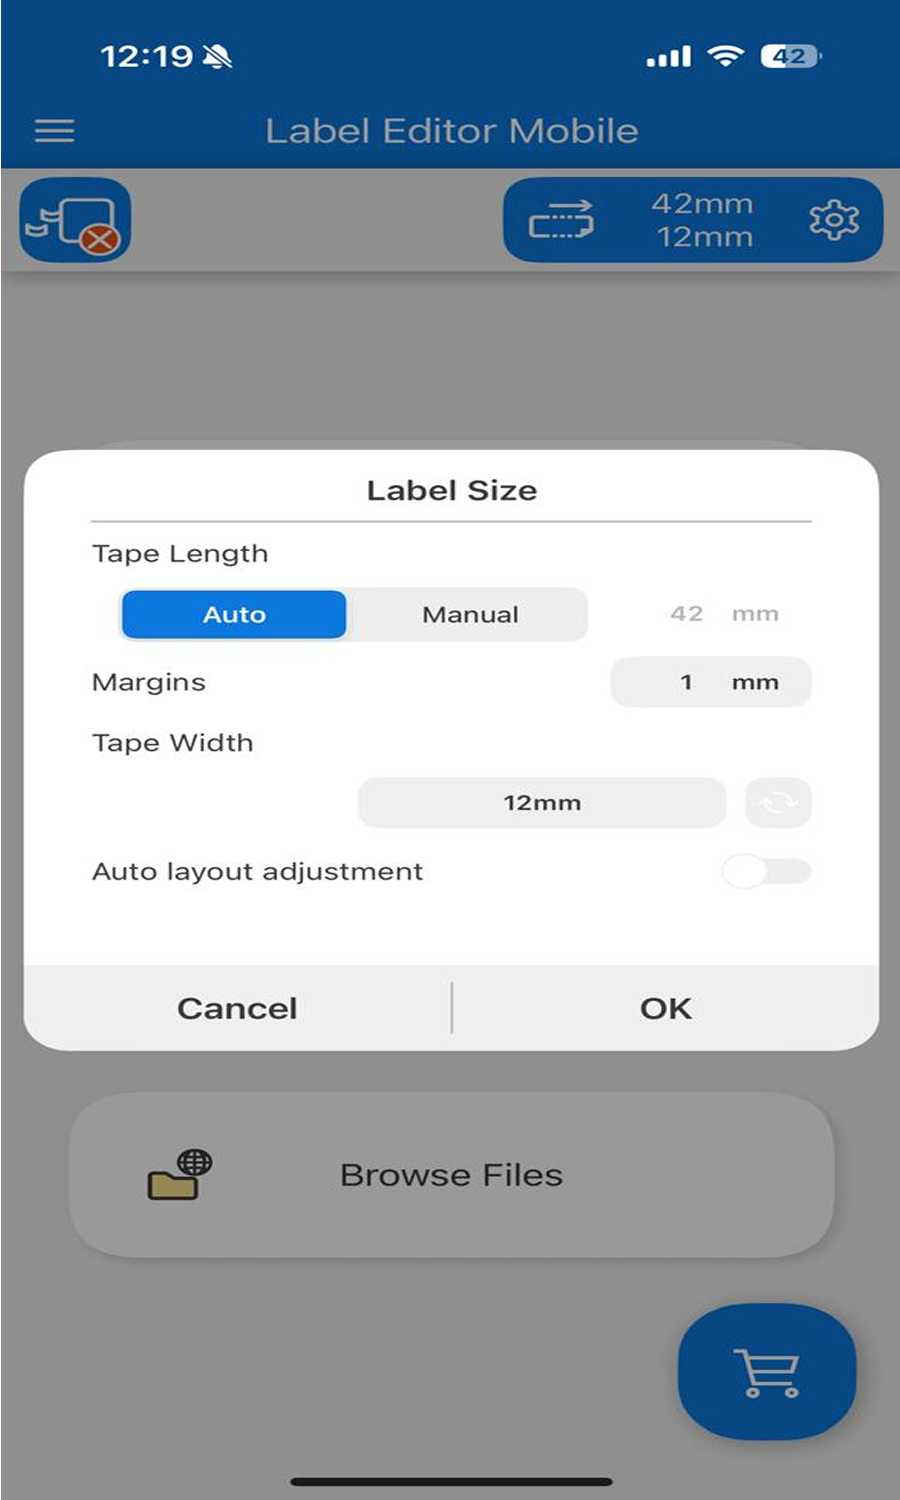 12:19
42
Label Editor Mobile
42mm
12mm
Label Size
Tape Length
Auto Manual 42 mm
Margins 1 mm
Tape Width
12mm
Auto layout adjustment
Cancel OK
Browse Files